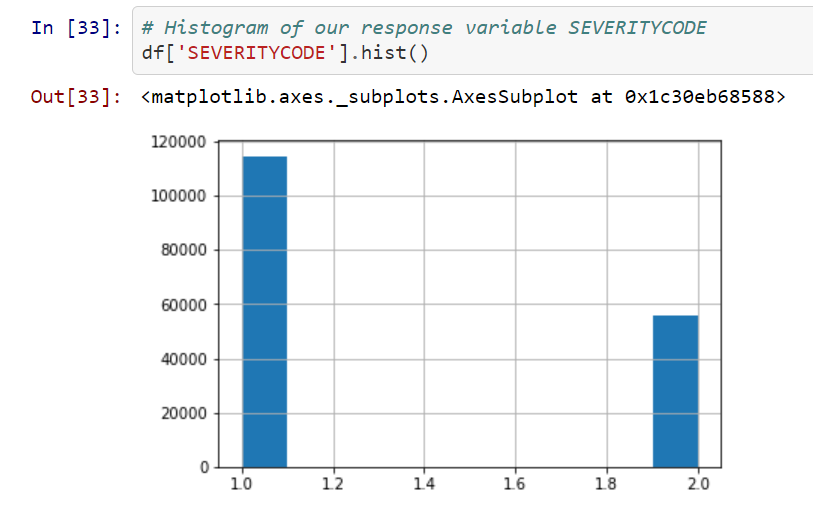 In [33]: # Histogram of our response variable SEVERITYCODE
df['SEVERITYCODE'].hist()
Out[33]: <matplotlib.axes._subplots.AxesSubplot at 0x1c30eb68588>
120000
100000
80000
60000
40000
20000
0
1.0 1.2 1.4 1.6 1.8 2.0